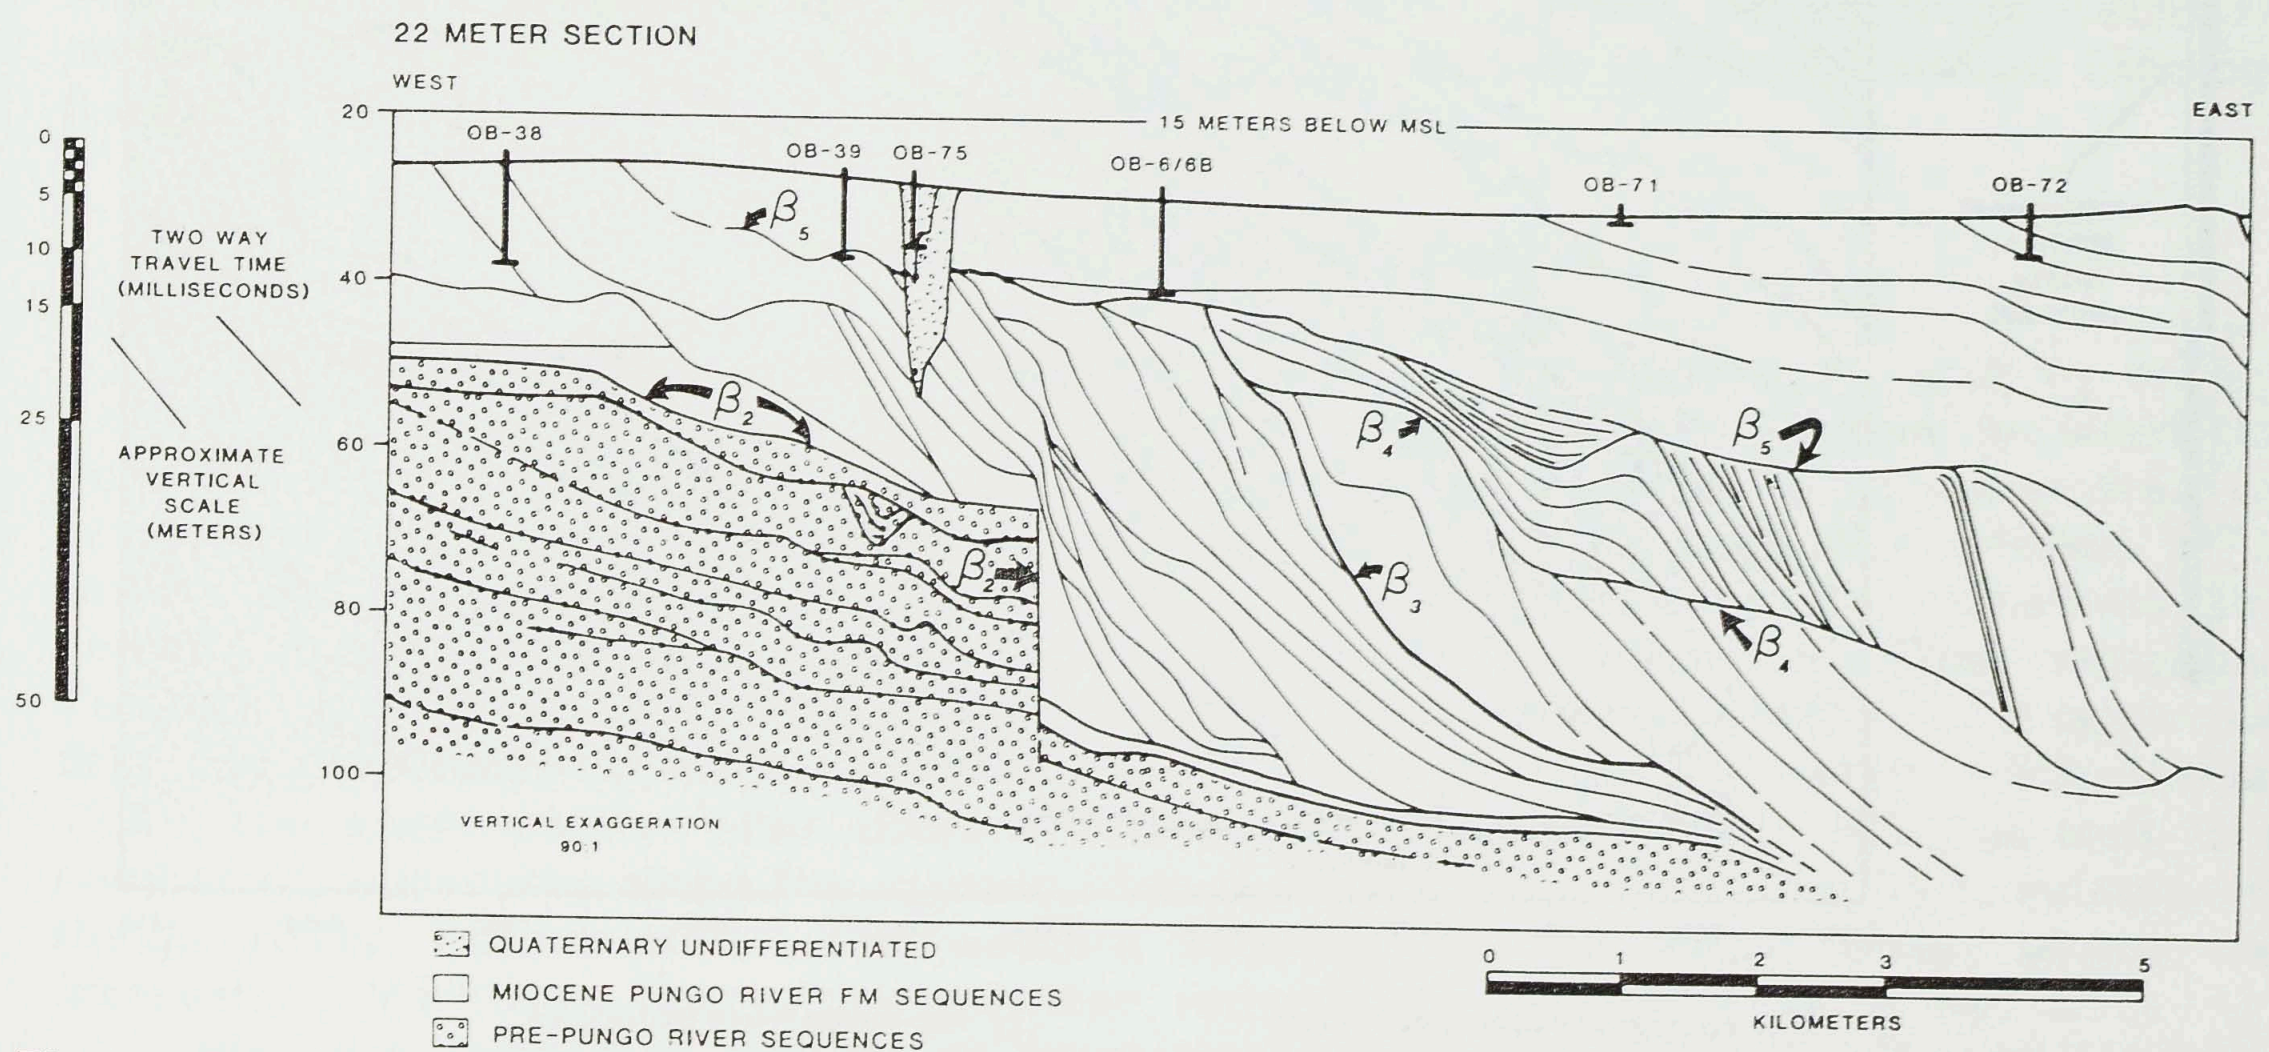 22 METER SECTION
WEST
EAST
20
15 METERS BELOW MSL
OB-38
OB-39
OB-75
OB-6/6B
OB-71
OB-72
0
5
10
15
25
50
TWO WAY
TRAVEL TIME
(MILLISECONDS)
APPROXIMATE
VERTICAL
SCALE
(METERS)
40
60
80
100
β5
β2
β4
β5
β2
β3
β4
VERTICAL EXAGGERATION
90:1
QUATERNARY UNDIFFERENTIATED
MIOCENE PUNGO RIVER FM SEQUENCES
PRE-PUNGO RIVER SEQUENCES
0 1 2 3 5
KILOMETERS